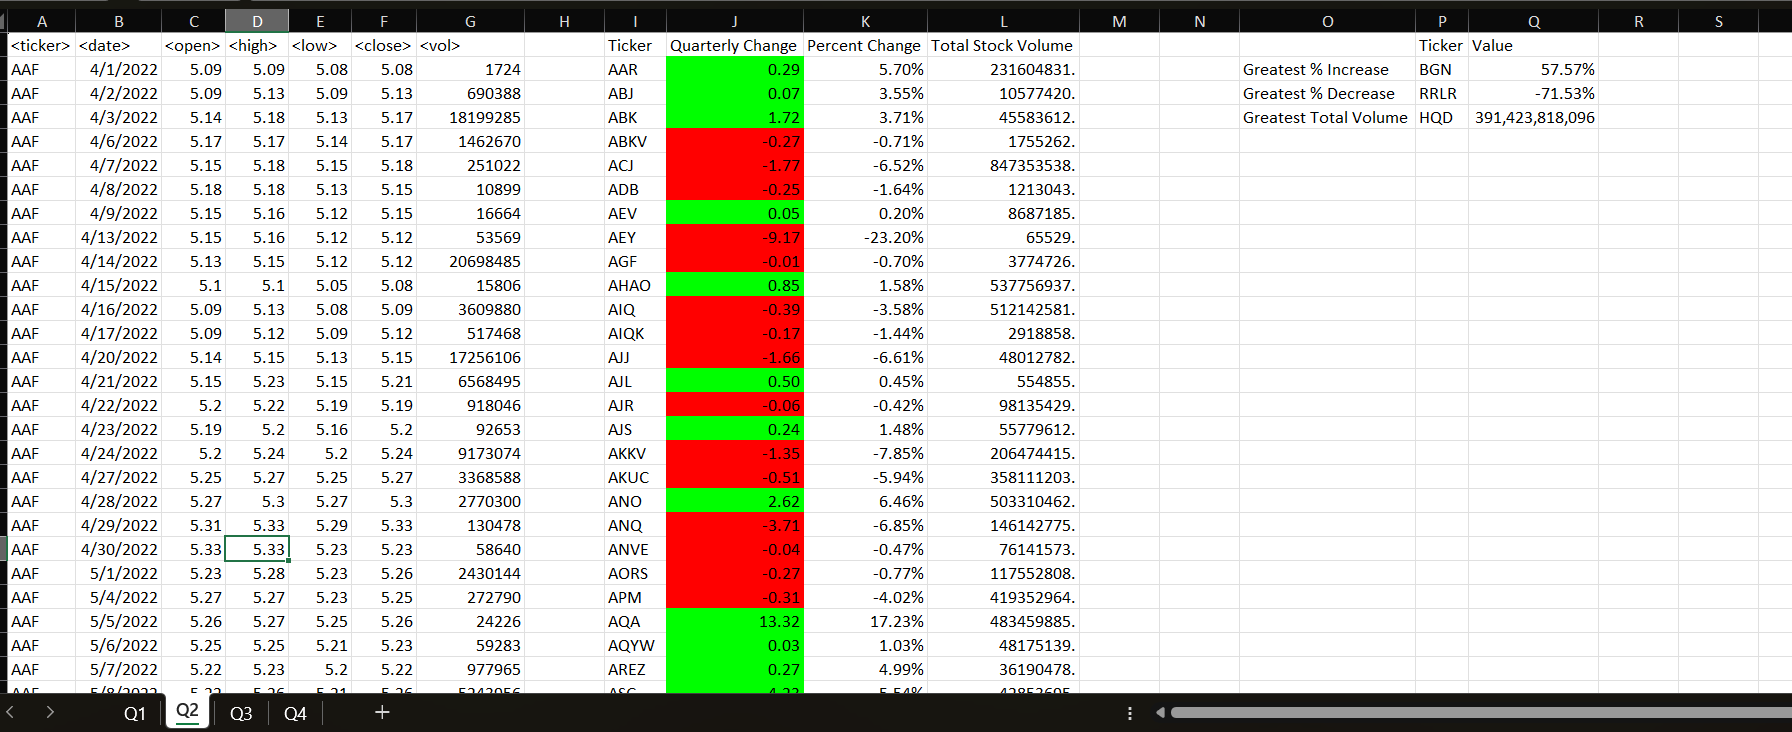 A B C D E F G H I J K L M N O P Q R S
<ticker> <date> <open> <high> <low> <close> <vol> Ticker Quarterly Change Percent Change Total Stock Volume Ticker Value
AAF 4/1/2022 5.09 5.09 5.08 5.08 1724 AAR 0.29 5.70% 231604831. Greatest % Increase BGN 57.57%
AAF 4/2/2022 5.09 5.13 5.09 5.13 690388 ABJ 0.07 3.55% 10577420. Greatest % Decrease RRLR -71.53%
AAF 4/3/2022 5.14 5.18 5.13 5.17 18199285 ABK 1.72 3.71% 45583612. Greatest Total Volume HQD 391,423,818,096
AAF 4/6/2022 5.17 5.17 5.14 5.17 1462670 ABKV -0.27 -0.71% 1755262.
AAF 4/7/2022 5.15 5.18 5.15 5.18 251022 ACJ -1.77 -6.52% 847353538.
AAF 4/8/2022 5.18 5.18 5.13 5.15 10899 ADB -0.25 -1.64% 1213043.
AAF 4/9/2022 5.15 5.16 5.12 5.15 16664 AEV 0.05 0.20% 8687185.
AAF 4/13/2022 5.15 5.16 5.12 5.12 53569 AEY -9.17 -23.20% 65529.
AAF 4/14/2022 5.13 5.15 5.12 5.12 20698485 AGF -0.01 -0.70% 3774726.
AAF 4/15/2022 5.1 5.1 5.05 5.08 15806 AHAO 0.85 1.58% 537756937.
AAF 4/16/2022 5.09 5.13 5.08 5.09 3609880 AIQ -0.39 -3.58% 512142581.
AAF 4/17/2022 5.09 5.12 5.09 5.12 517468 AIQK -0.17 -1.44% 2918858.
AAF 4/20/2022 5.14 5.15 5.13 5.15 17256106 AJJ -1.66 -6.61% 48012782.
AAF 4/21/2022 5.15 5.23 5.15 5.21 6568495 AJL 0.50 0.45% 554855.
AAF 4/22/2022 5.2 5.22 5.19 5.19 918046 AJR -0.06 -0.42% 98135429.
AAF 4/23/2022 5.19 5.2 5.16 5.2 92653 AJS 0.24 1.48% 55779612.
AAF 4/24/2022 5.2 5.24 5.2 5.24 9173074 AKKV -1.35 -7.85% 206474415.
AAF 4/27/2022 5.25 5.27 5.25 5.27 3368588 AKUC -0.51 -5.94% 358111203.
AAF 4/28/2022 5.27 5.3 5.27 5.3 2770300 ANO 2.62 6.46% 503310462.
AAF 4/29/2022 5.31 5.33 5.29 5.33 130478 ANQ -3.71 -6.85% 146142775.
AAF 4/30/2022 5.33 5.33 5.23 5.23 58640 ANVE -0.04 -0.47% 76141573.
AAF 5/1/2022 5.23 5.28 5.23 5.26 2430144 AORS -0.27 -0.77% 117552808.
AAF 5/4/2022 5.27 5.27 5.23 5.25 272790 APM -0.31 -4.02% 419352964.
AAF 5/5/2022 5.26 5.27 5.25 5.26 24226 AQA 13.32 17.23% 483459885.
AAF 5/6/2022 5.25 5.25 5.21 5.23 59283 AQYW 0.03 1.03% 48175139.
AAF 5/7/2022 5.22 5.23 5.2 5.22 977965 AREZ 0.27 4.99% 36190478.
Q1 Q2 Q3 Q4